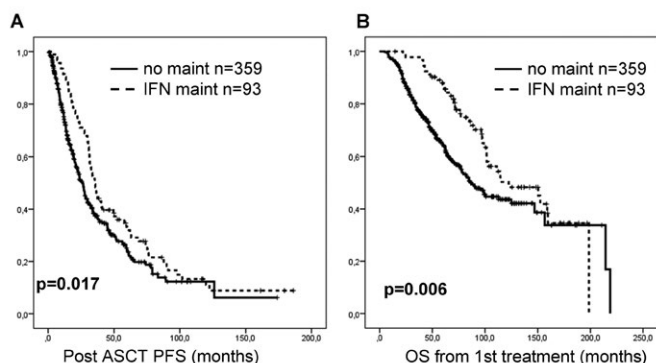 A
B
1,0
0,8
0,6
0,4
0,2
0,0
no maint n=359
IFN maint n=93
p=0.017
,0 50,0 100,0 150,0 200,0
Post ASCT PFS (months)
1,0
0,8
0,6
0,4
0,2
0,0
no maint n=359
IFN maint n=93
p=0.006
,0 50,0 100,0 150,0 200,0 250,0
OS from 1st treatment (months)